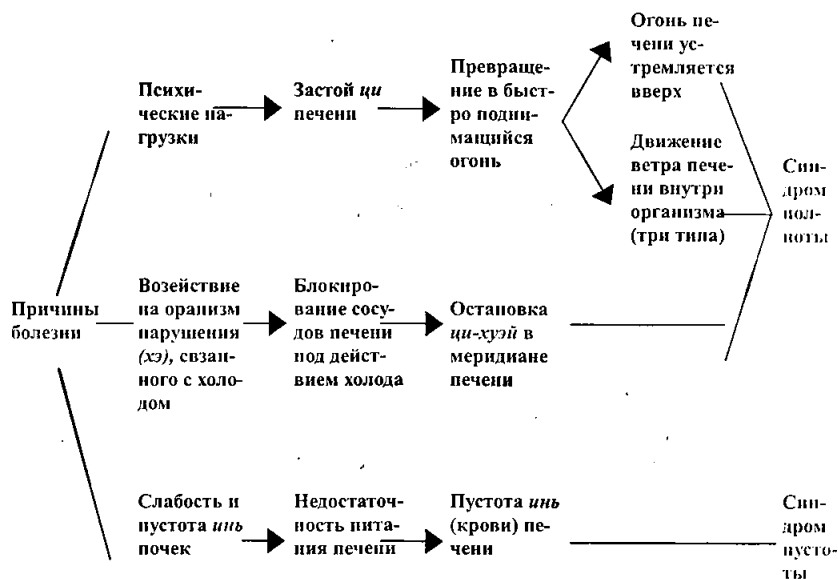 Причины
болезни
Психи-
ческие на-
грузки
Застой ци
печени
Превраще-
ние в быст-
ро подни-
мащийся
огонь
Огонь пе-
чени ус-
тремляется
вверх
Движение
ветра пече-
ни внутри
организма
(три типа)
Син-
дром
пол-
ноты
Возействие
на оранизм
нарушения
(хэ), свзан-
ного с холо-
дом
Блокиро-
вание сосу-
дов печени
под дейст-
вием холода
Остановка
ци-хуэй в
меридиане
печени
Слабость и
пустота инь
почек
Недостаточ-
ность пита-
ния печени
Пустота инь
(крови) пе-
чени
Син-
дром
пусто-
ты